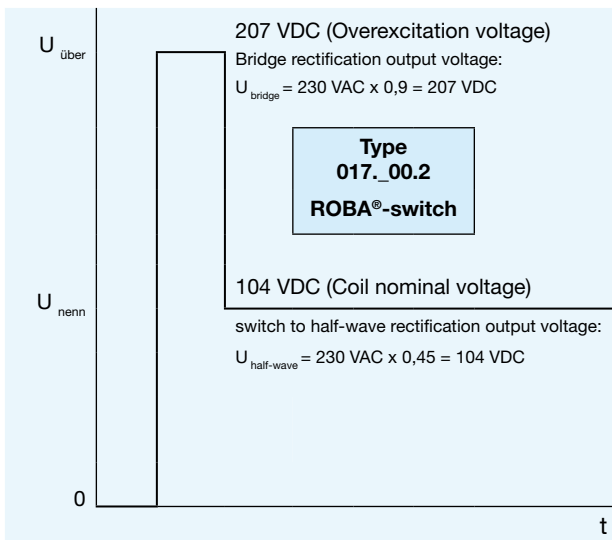 U über
207 VDC (Overexcitation voltage)
Bridge rectification output voltage:
U bridge = 230 VAC x 0,9 = 207 VDC
Type
017._00.2
ROBA®-switch
U nenn
104 VDC (Coil nominal voltage)
switch to half-wave rectification output voltage:
U half-wave = 230 VAC x 0,45 = 104 VDC
0
t